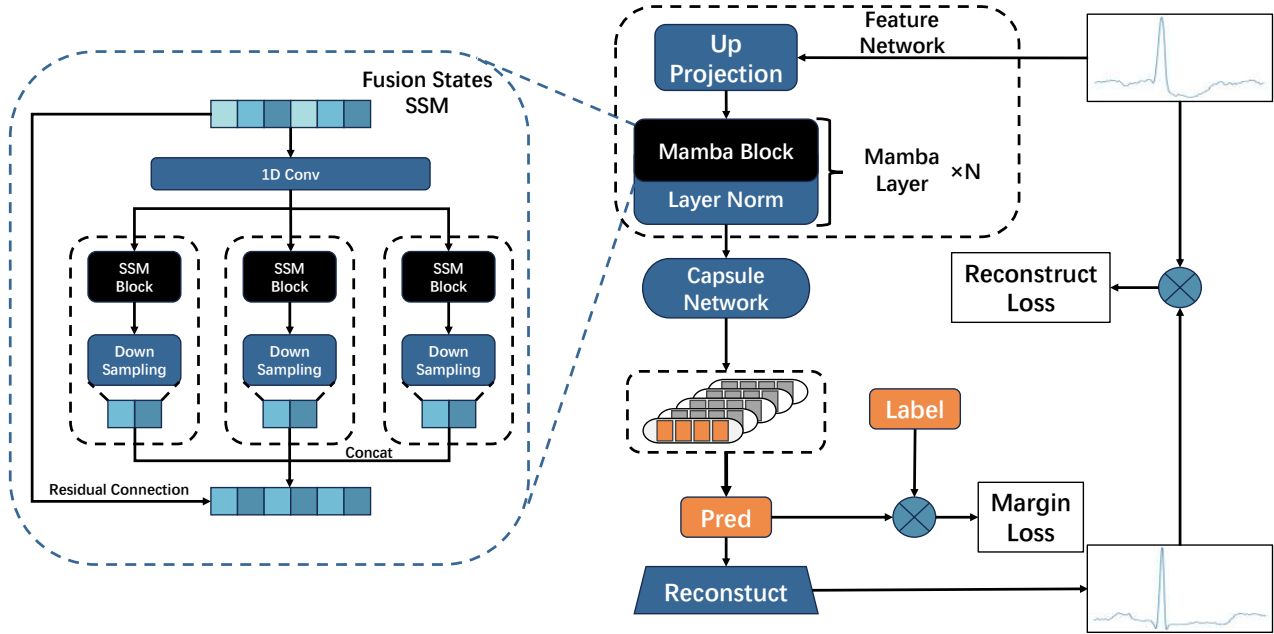 Fusion States
SSM
1D Conv
SSM
Block
SSM
Block
SSM
Block
Down
Sampling
Down
Sampling
Down
Sampling
Concat
Residual Connection
Feature
Network
Up
Projection
Mamba Block
Layer Norm
Mamba
Layer
×N
Capsule
Network
Reconstruct
Loss
Label
Pred
Margin
Loss
Reconstuct